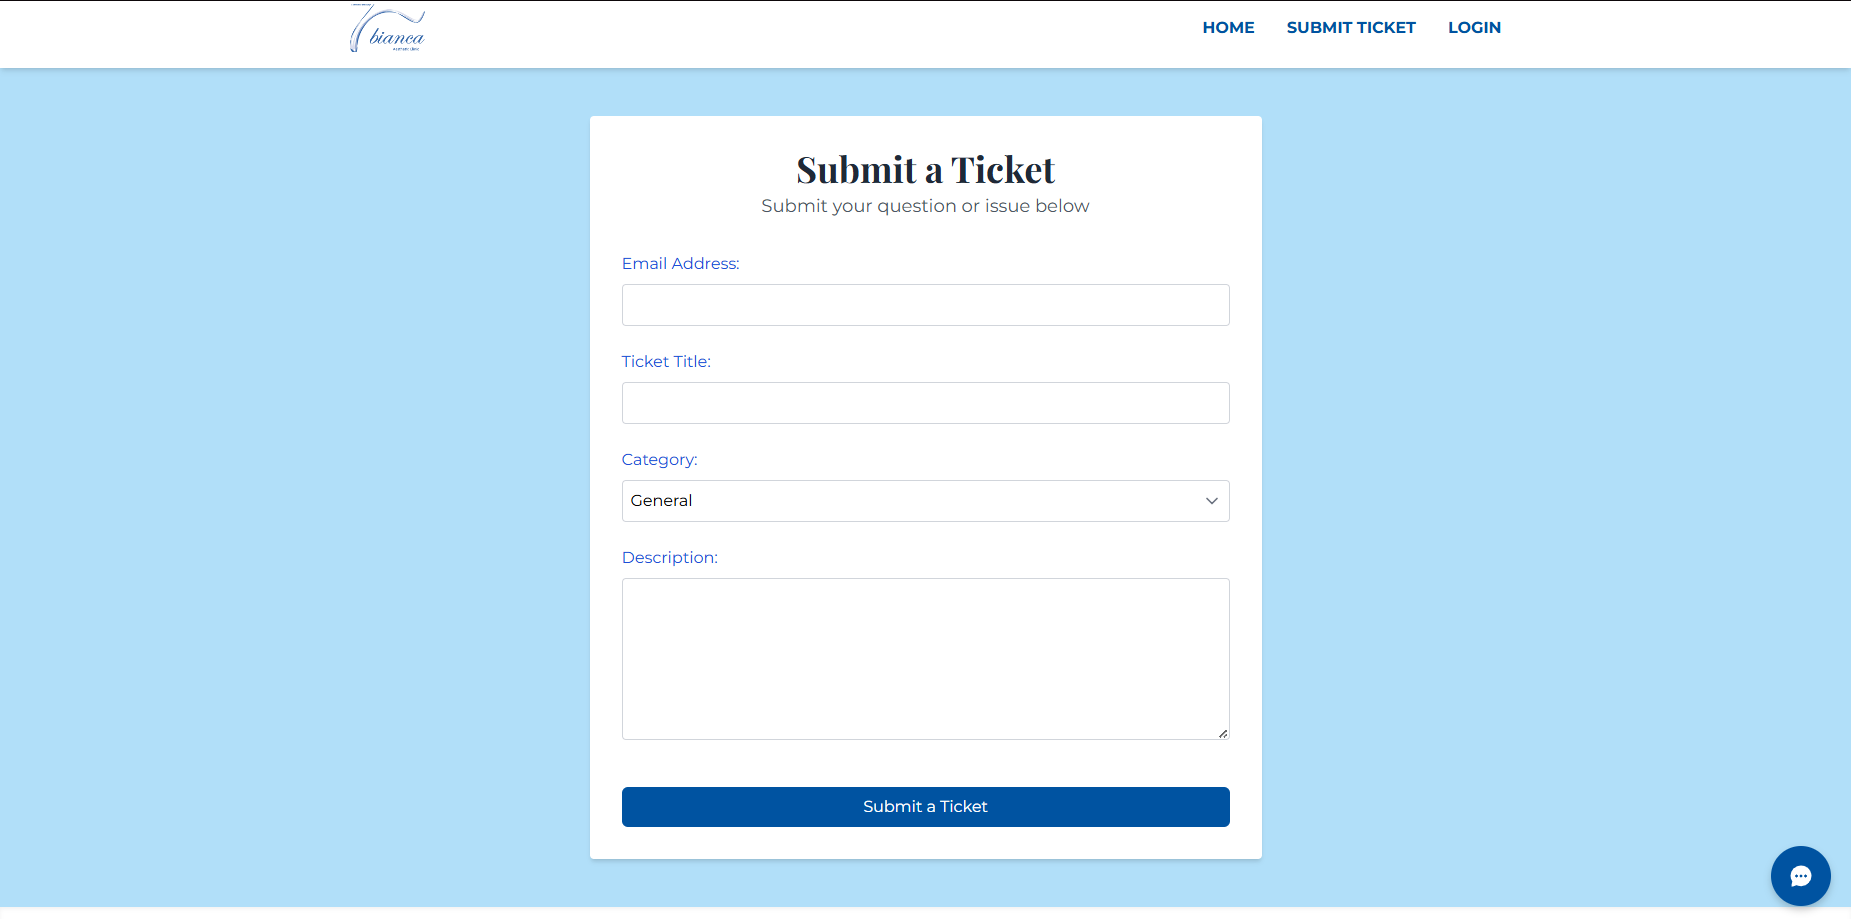 bianca
HOME SUBMIT TICKET LOGIN
Submit a Ticket
Submit your question or issue below
Email Address:
Ticket Title:
Category:
General
Description:
Submit a Ticket